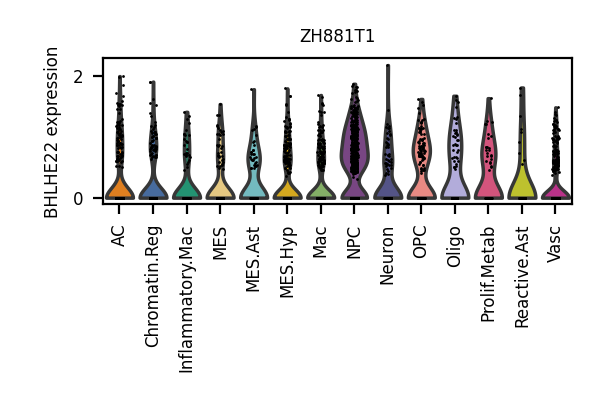 ZH881T1
BHLHE22 expression
2
0
AC
Chromatin.Reg
Inflammatory.Mac
MES
MES.Ast
MES.Hyp
Mac
NPC
Neuron
OPC
Oligo
Prolif.Metab
Reactive.Ast
Vasc